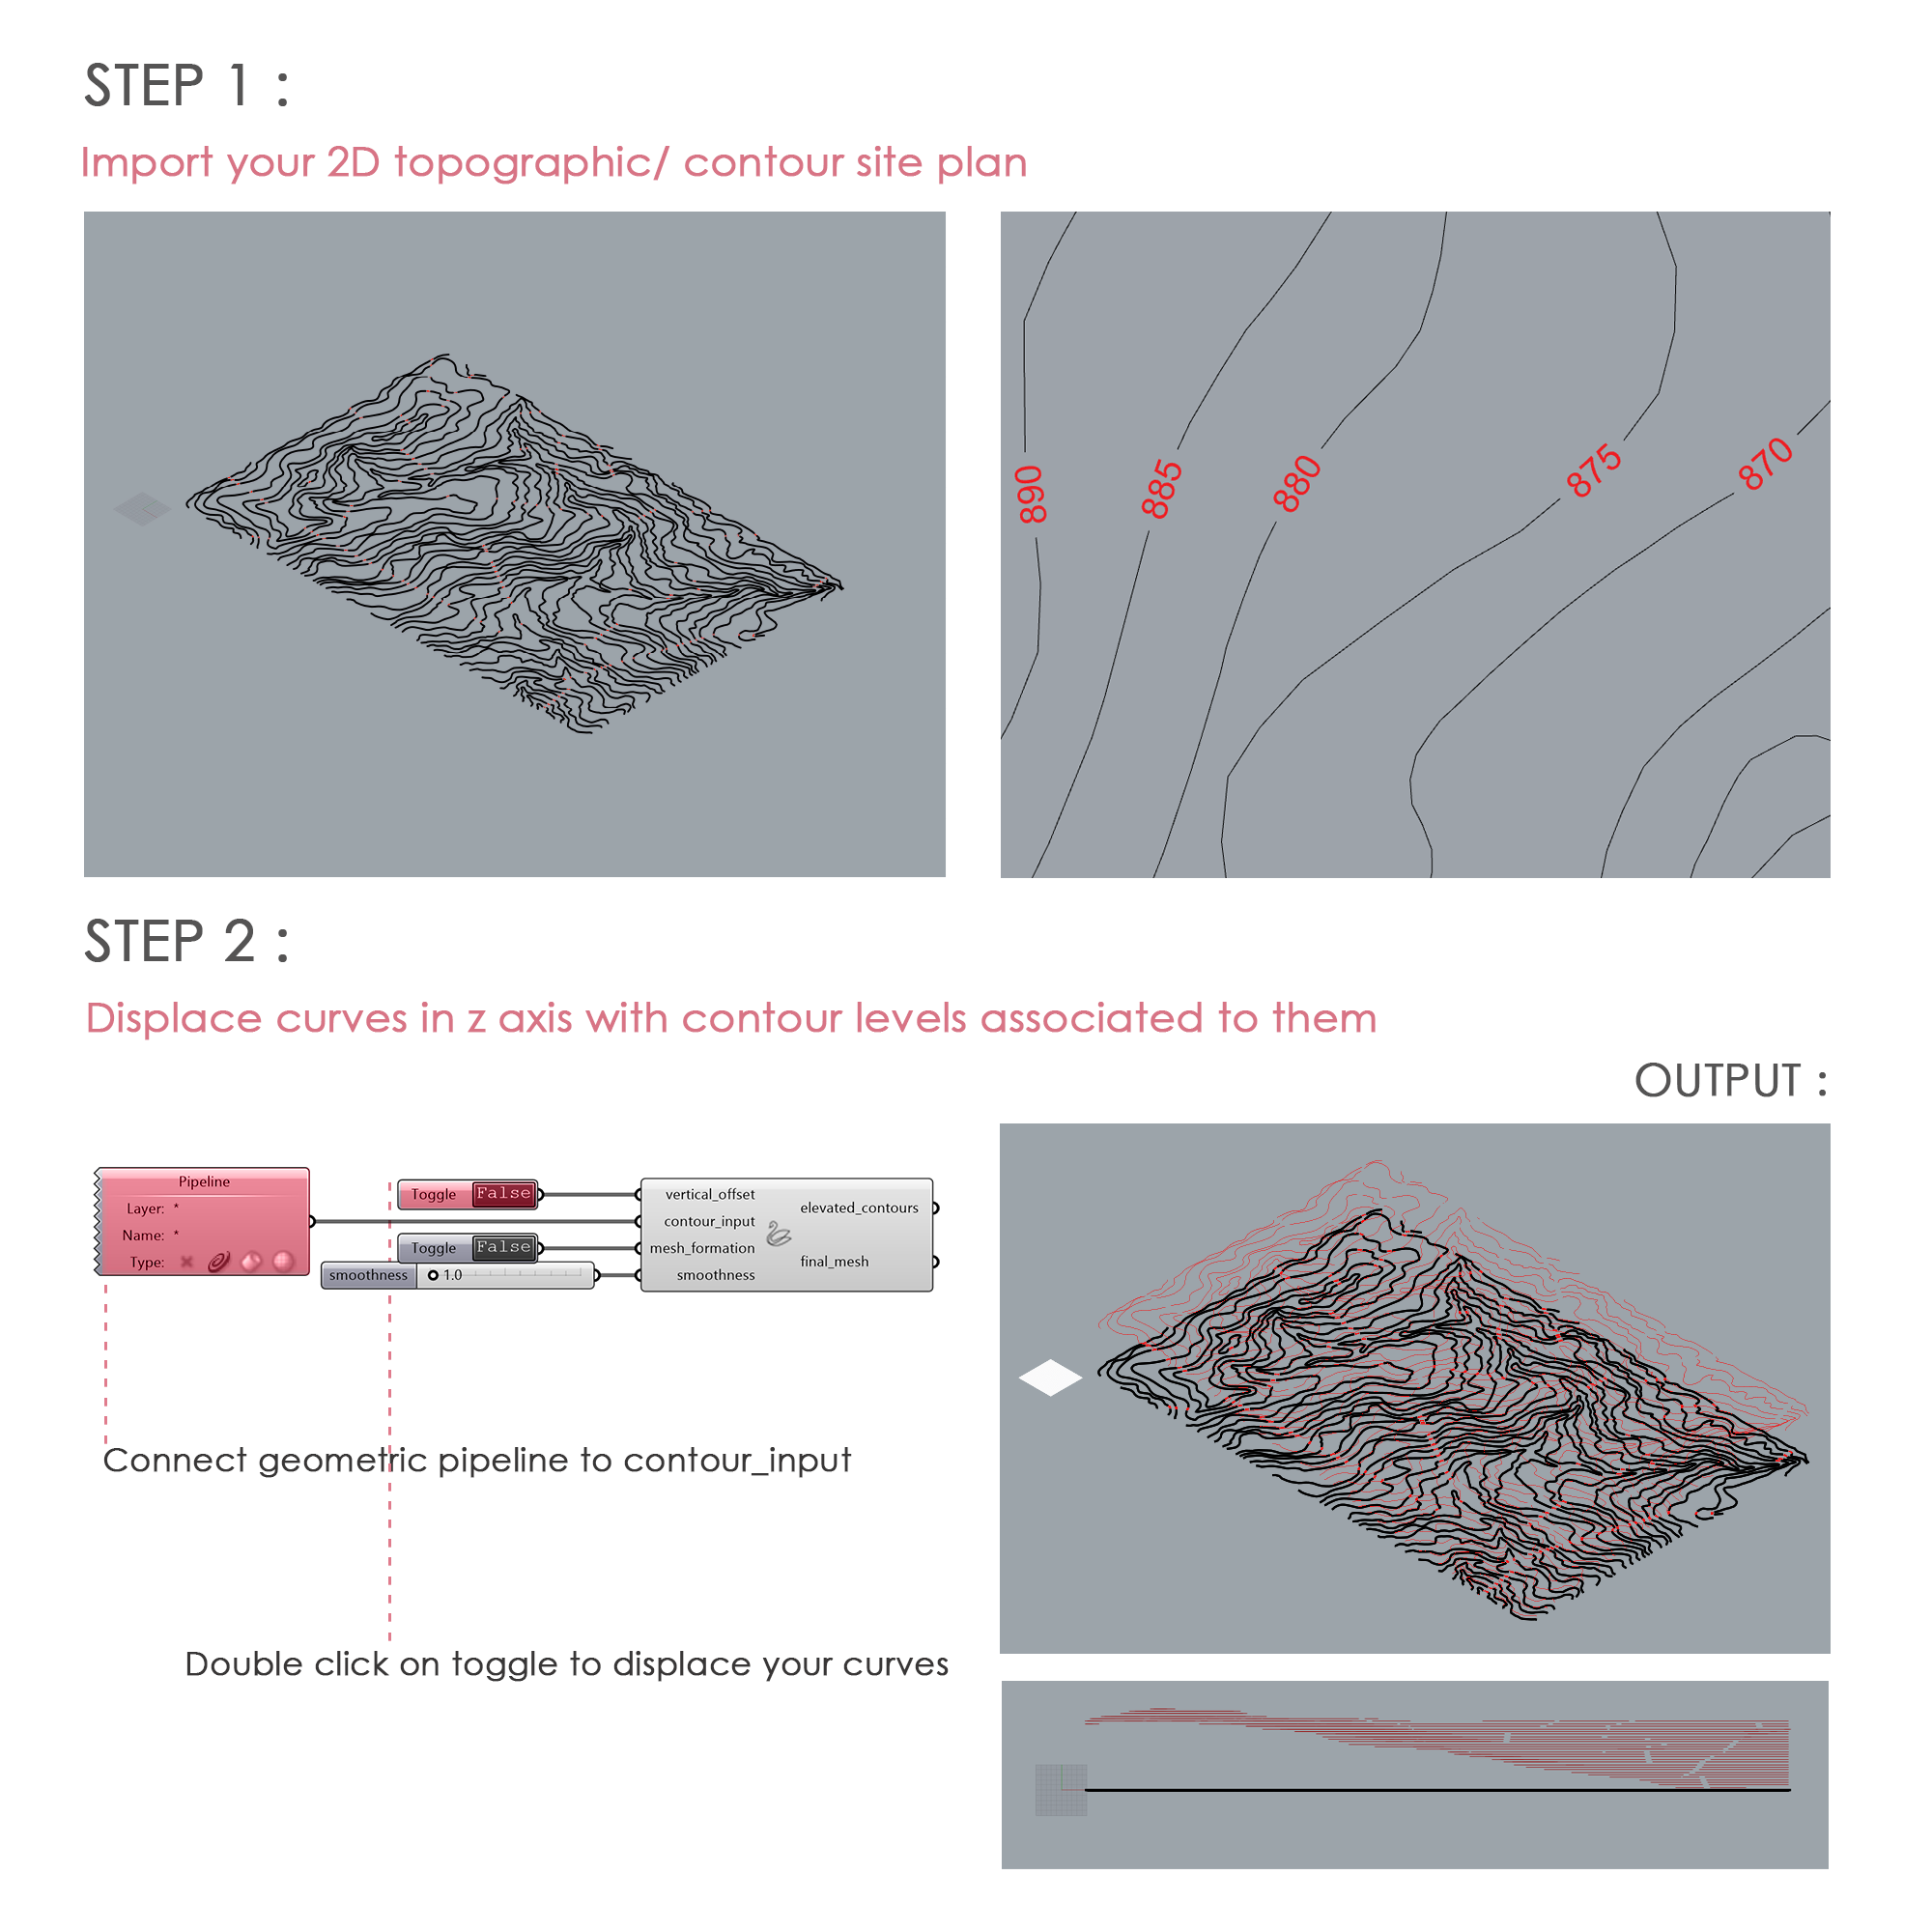 STEP 1 :
Import your 2D topographic/ contour site plan
890
885
880
875
870
STEP 2 :
Displace curves in z axis with contour levels associated to them
OUTPUT :
Pipeline
Layer: *
Name: *
Type:
Toggle False
Toggle False
smoothness 1.0
vertical_offset
contour_input
mesh_formation
smoothness
elevated_contours
final_mesh
Connect geometric pipeline to contour_input
Double click on toggle to displace your curves